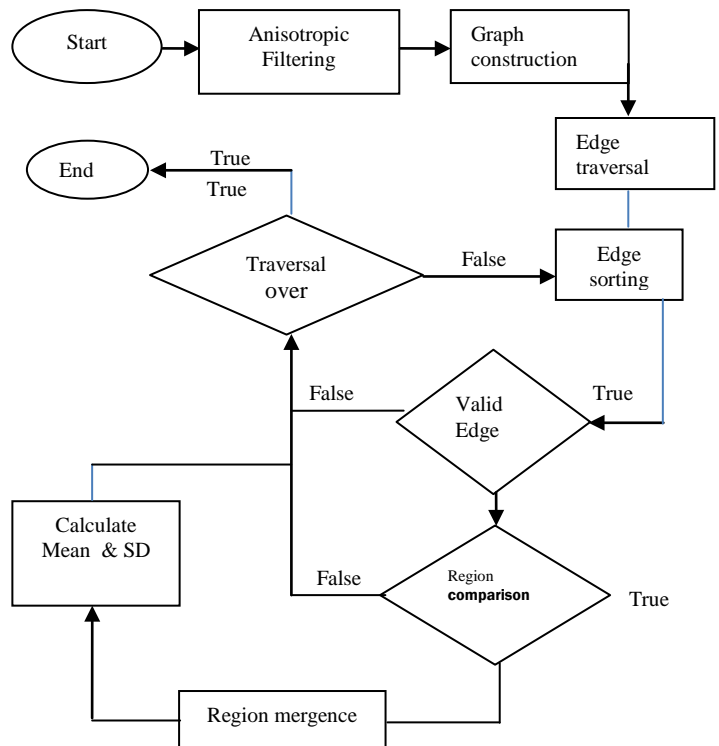 Start
Anisotropic
Filtering
Graph
construction
Edge
traversal
End
True
True
Traversal
over
False
Edge
sorting
False
Valid
Edge
True
Calculate
Mean & SD
False
Region
comparison
True
Region mergence